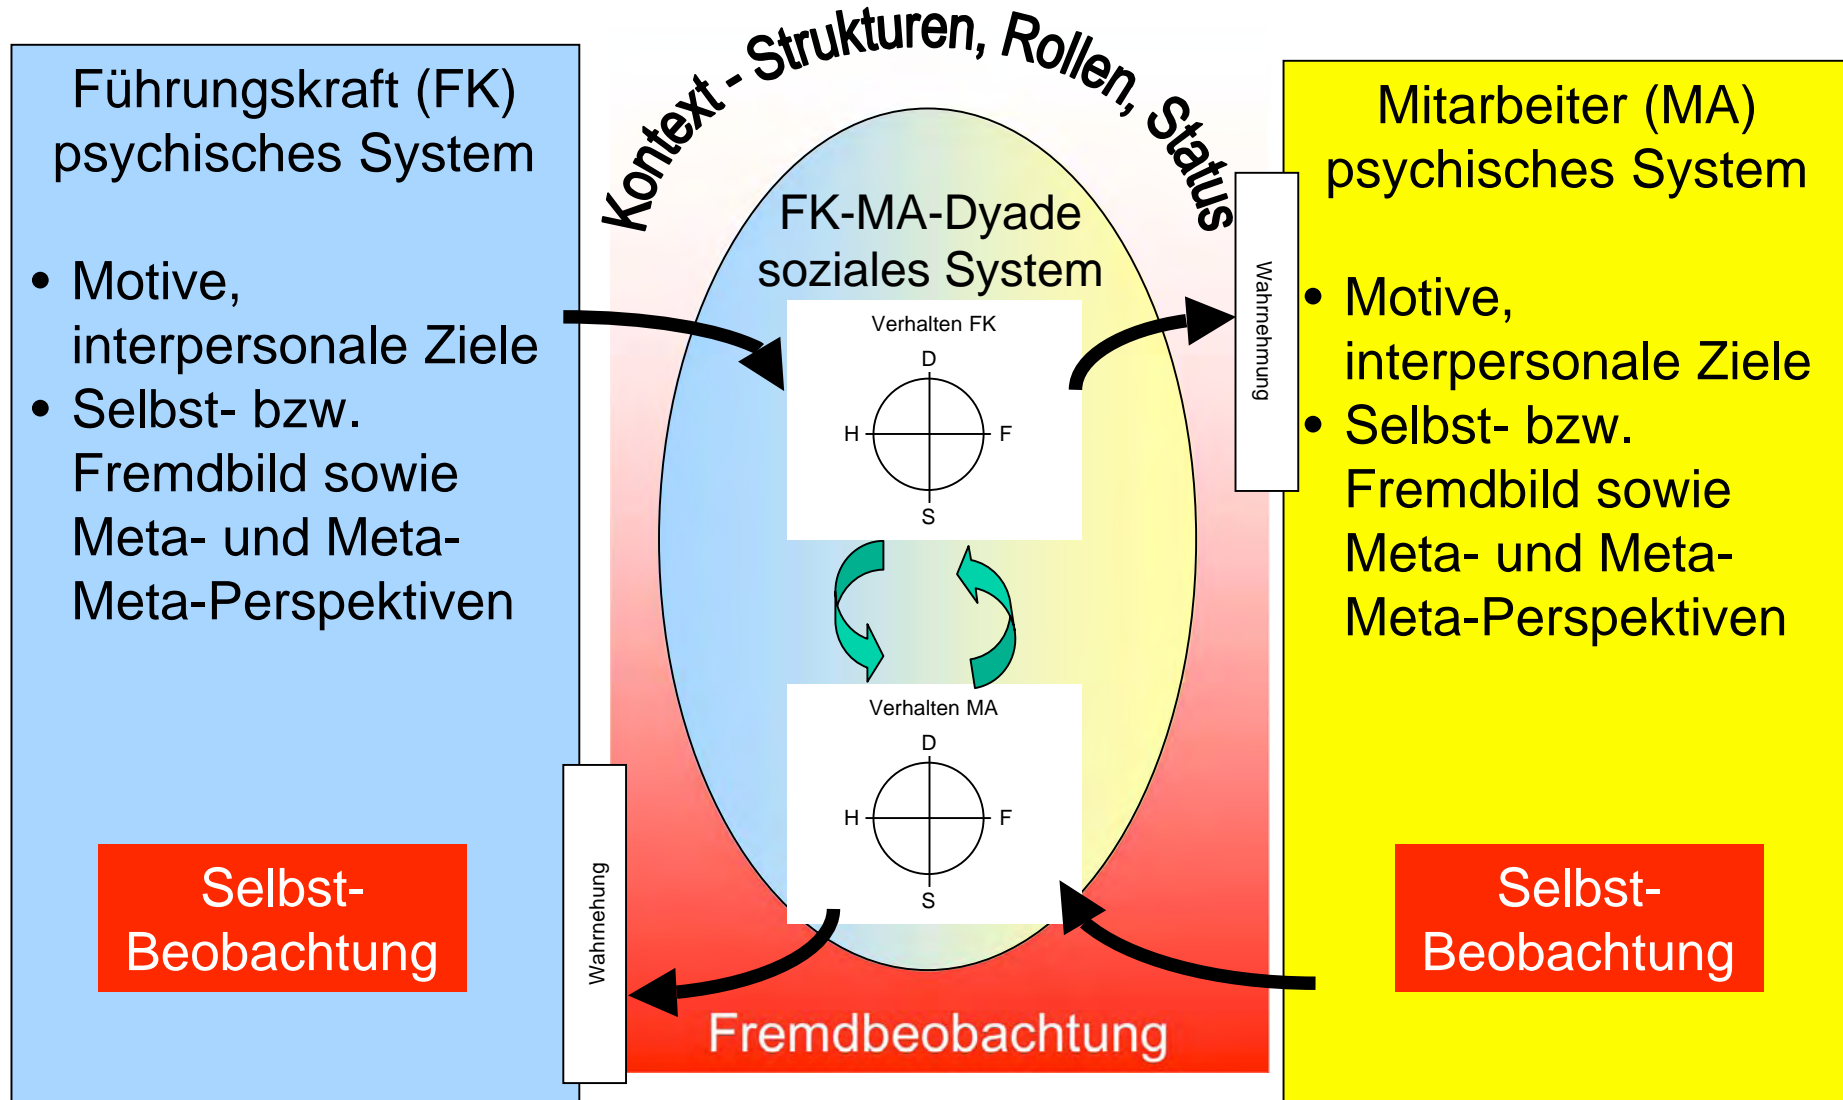 Kontext - Strukturen, Rollen, Status
Führungskraft (FK)
psychisches System
• Motive,
interpersonale Ziele
• Selbst- bzw.
Fremdbild sowie
Meta- und Meta-
Meta-Perspektiven
Selbst-
Beobachtung
Wahrnehung
FK-MA-Dyade
soziales System
Verhalten FK
D
H
F
S
Verhalten MA
D
H
F
S
Fremdbeobachtung
Wahrnehmung
Mitarbeiter (MA)
psychisches System
• Motive,
interpersonale Ziele
• Selbst- bzw.
Fremdbild sowie
Meta- und Meta-
Meta-Perspektiven
Selbst-
Beobachtung